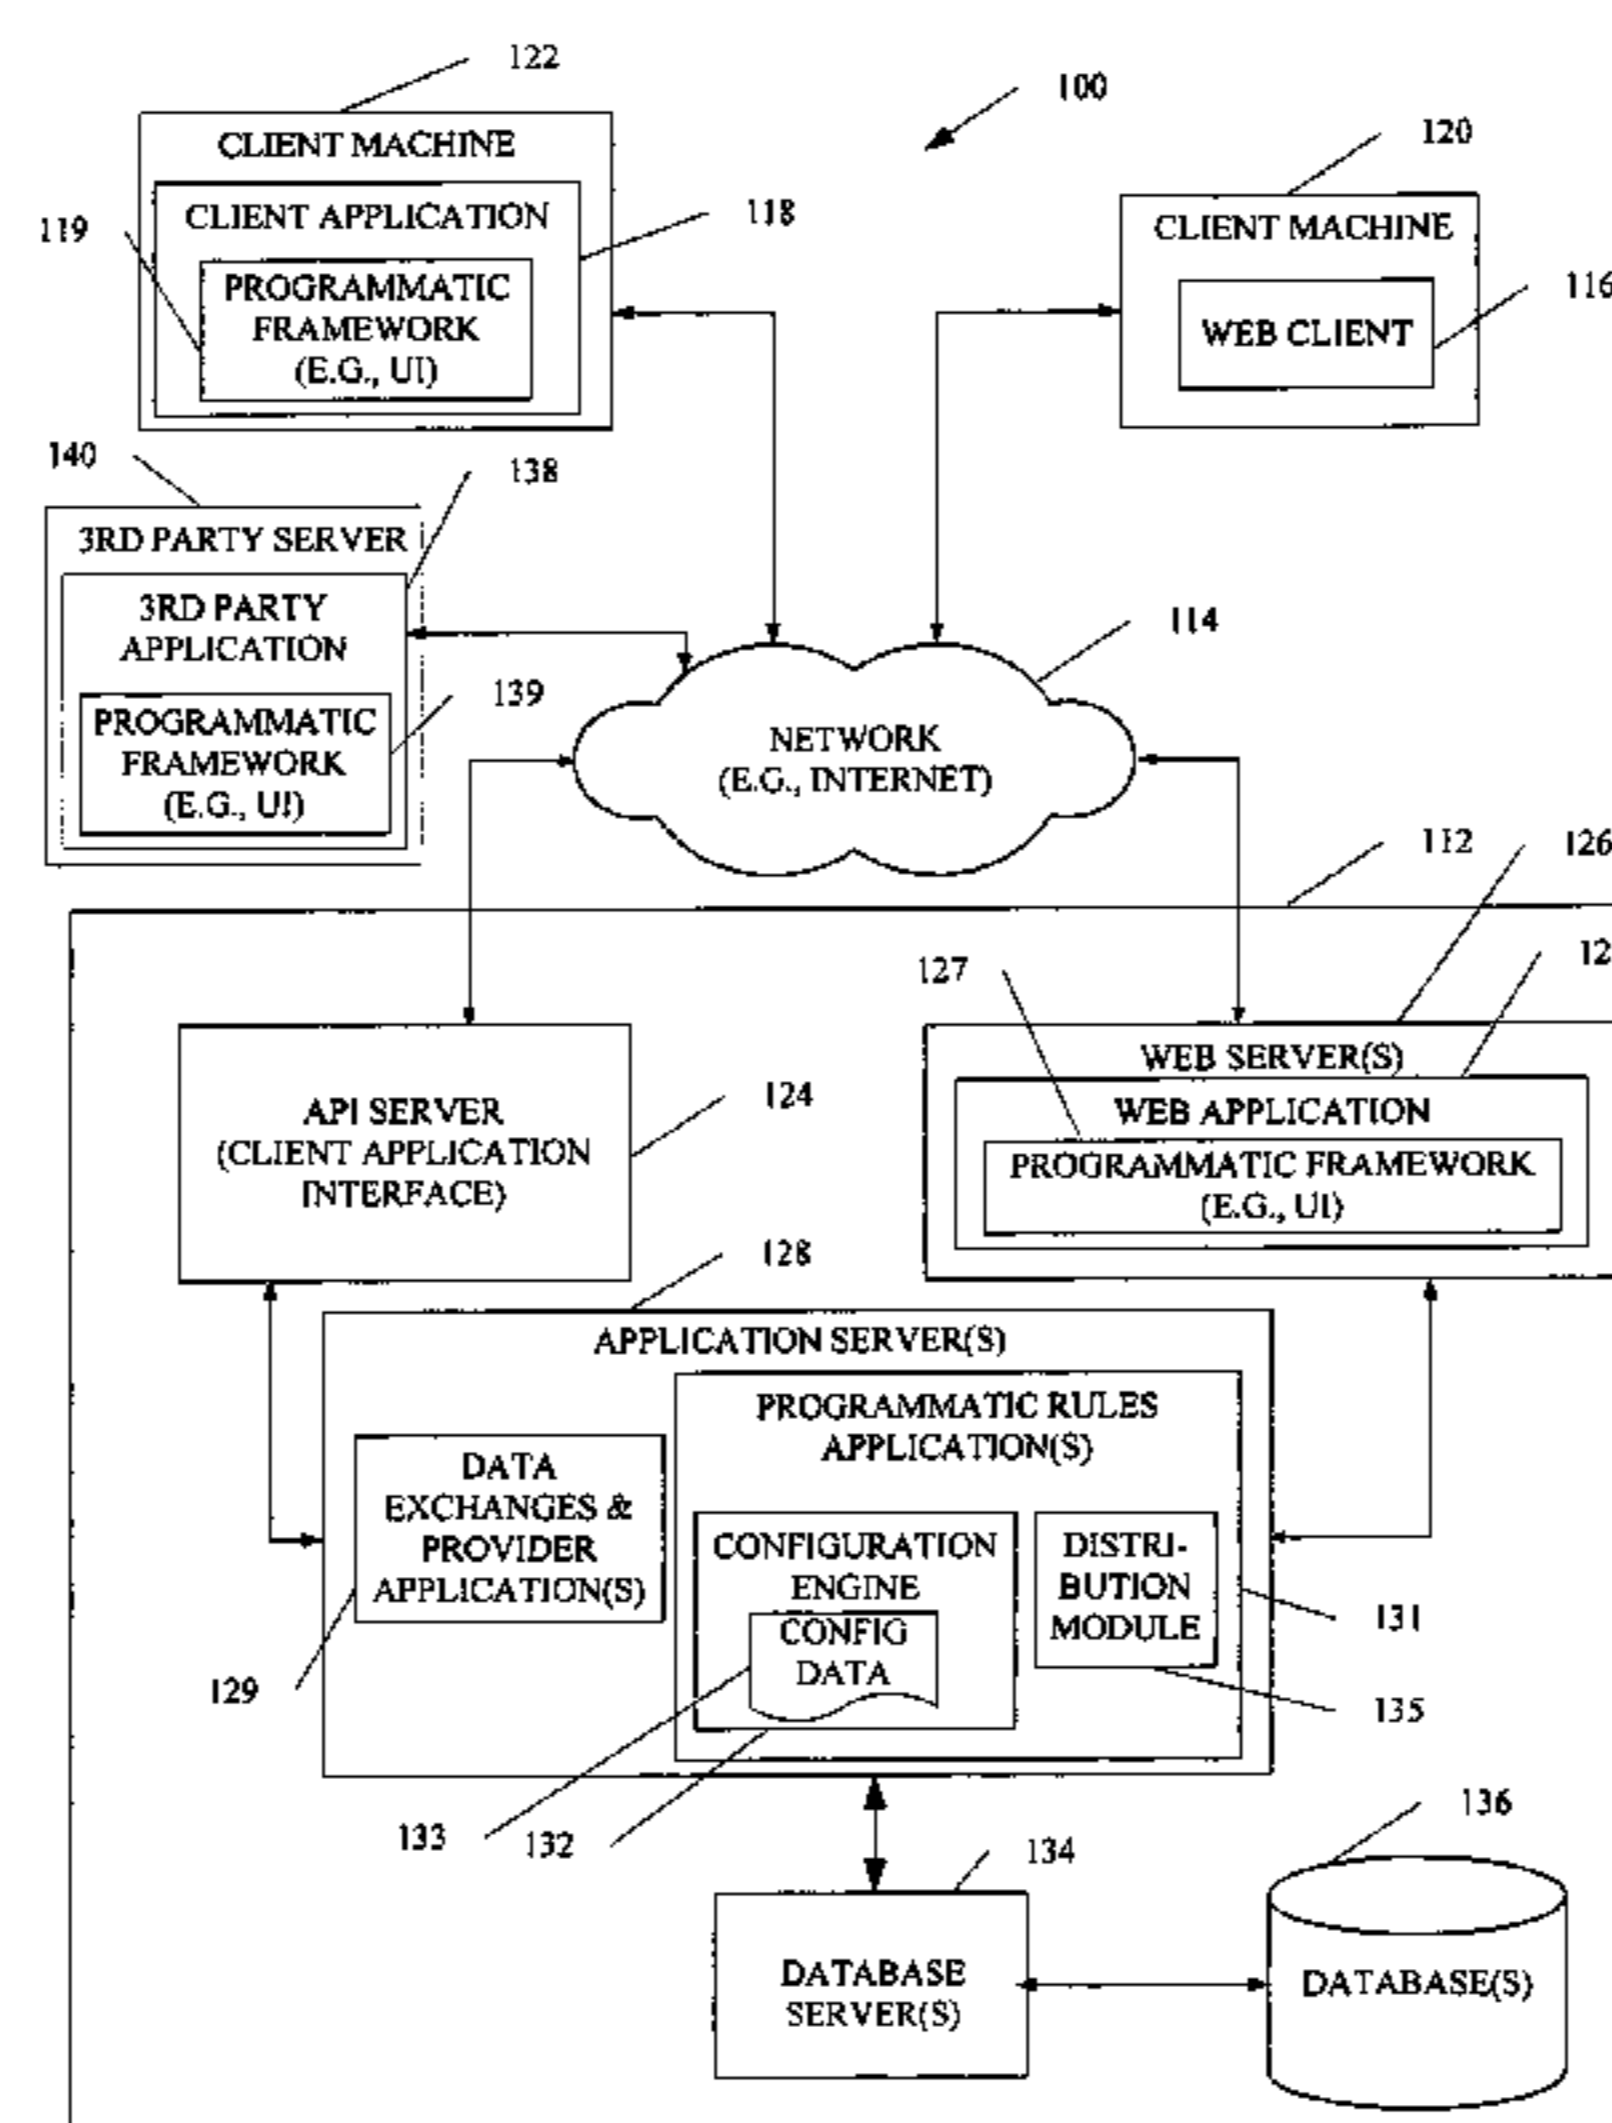 122
100
120
CLIENT MACHINE
CLIENT APPLICATION
118
119
PROGRAMMATIC
FRAMEWORK
(E.G., UI)
CLIENT MACHINE
116
WEB CLIENT
140
138
3RD PARTY SERVER
3RD PARTY
APPLICATION
139
PROGRAMMATIC
FRAMEWORK
(E.G., UI)
114
NETWORK
(E.G., INTERNET)
112
126
127
12
WEB SERVER(S)
WEB APPLICATION
PROGRAMMATIC FRAMEWORK
(E.G., UI)
API SERVER
(CLIENT APPLICATION
INTERFACE)
124
128
APPLICATION SERVER(S)
PROGRAMMATIC RULES
APPLICATION(S)
DATA
EXCHANGES &
PROVIDER
APPLICATION(S)
CONFIGURATION
ENGINE
CONFIG
DATA
DISTRI-
BUTION
MODULE
131
129
135
133
132
134
136
DATABASE
SERVER(S)
DATABASE(S)